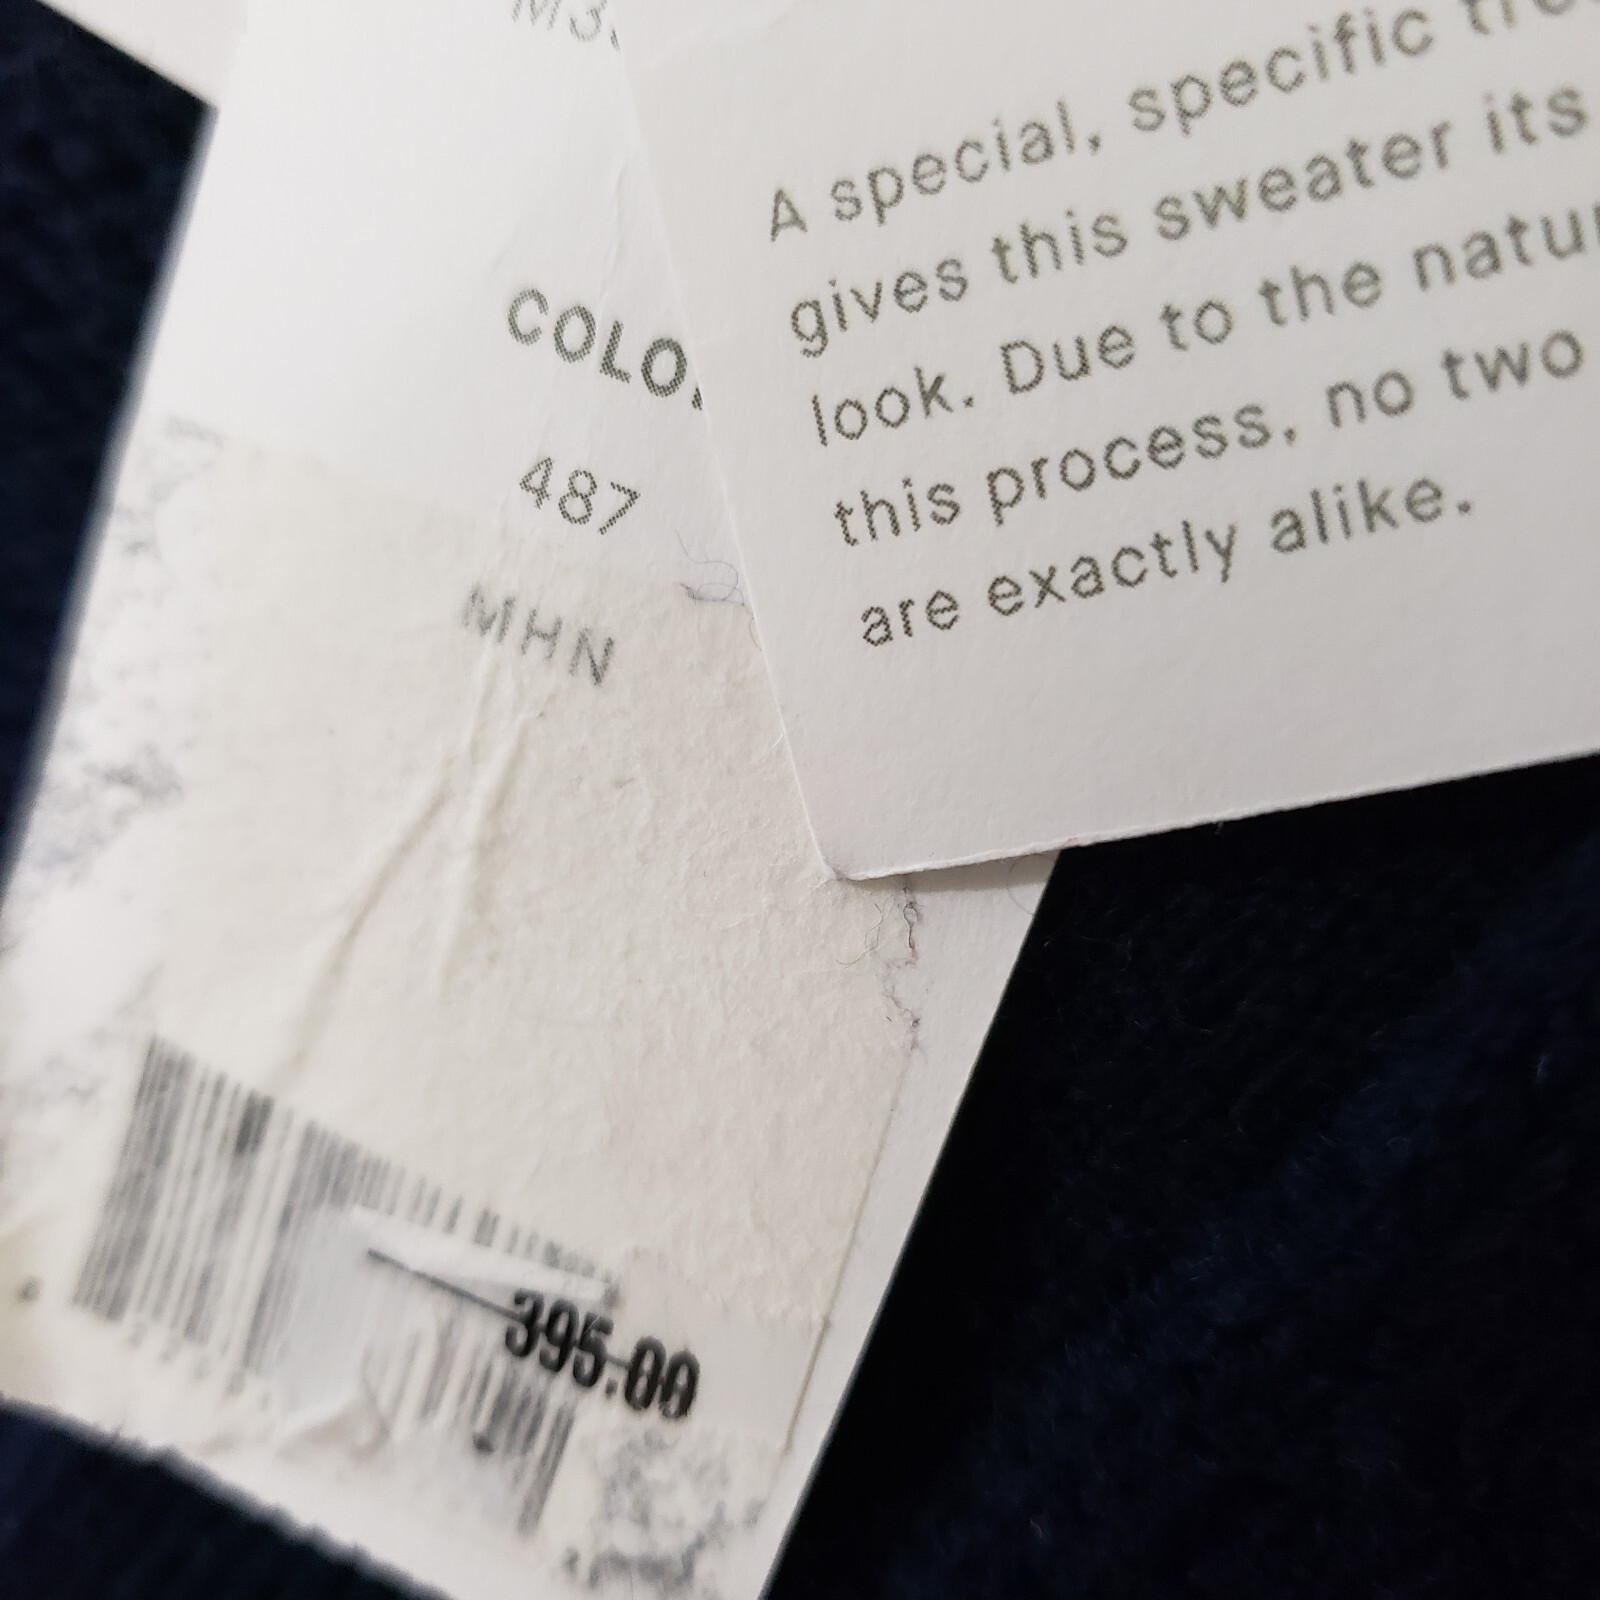 COLO
487
MHN
395.00
A special, specific
gives this sweater its
look. Due to the
this process, no two
are exactly alike.